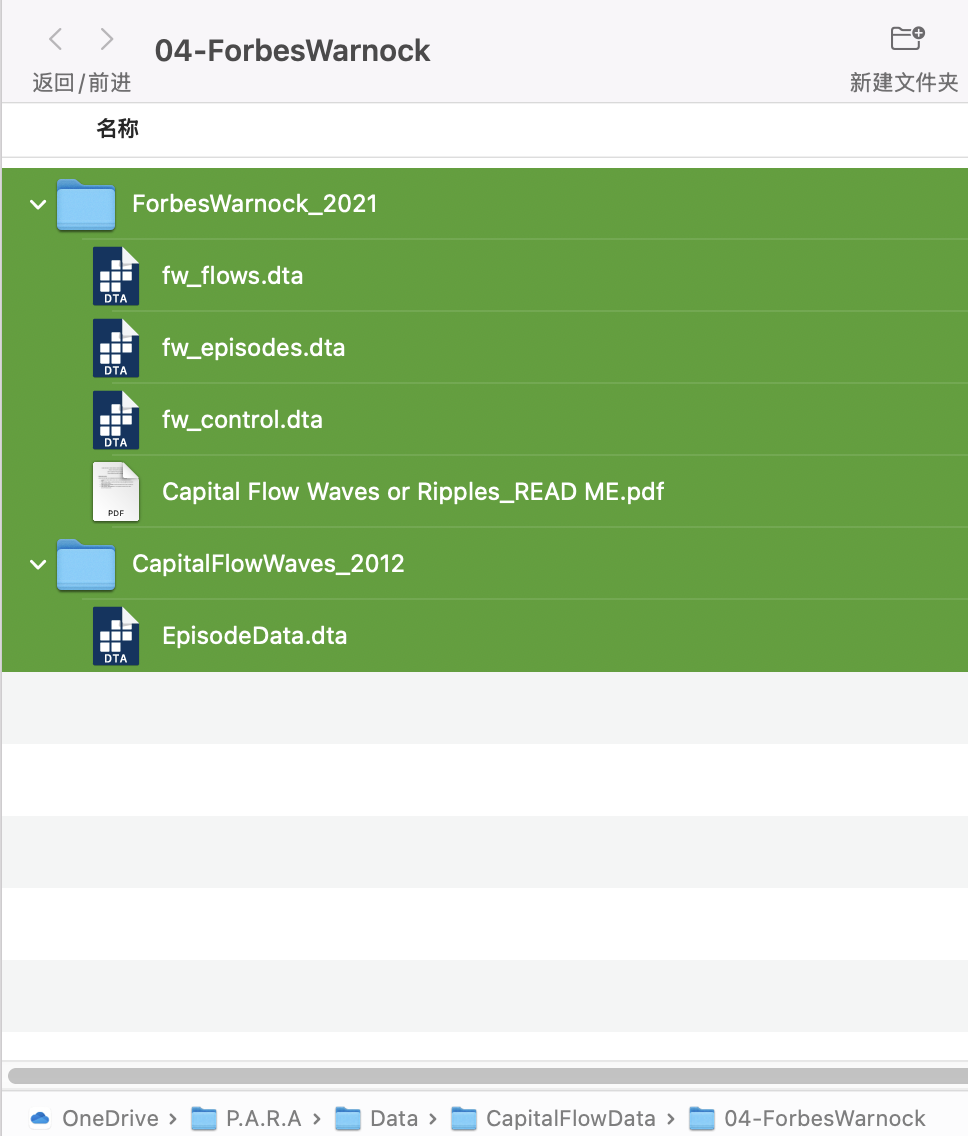 04-ForbesWarnock
返回/前进
新建文件夹
名称
ForbesWarnock_2021
DTA
fw_flows.dta
DTA
fw_episodes.dta
DTA
fw_control.dta
PDF
Capital Flow Waves or Ripples_READ ME.pdf
CapitalFlowWaves_2012
DTA
EpisodeData.dta
OneDrive › P.A.R.A › Data › CapitalFlowData › 04-ForbesWarnock